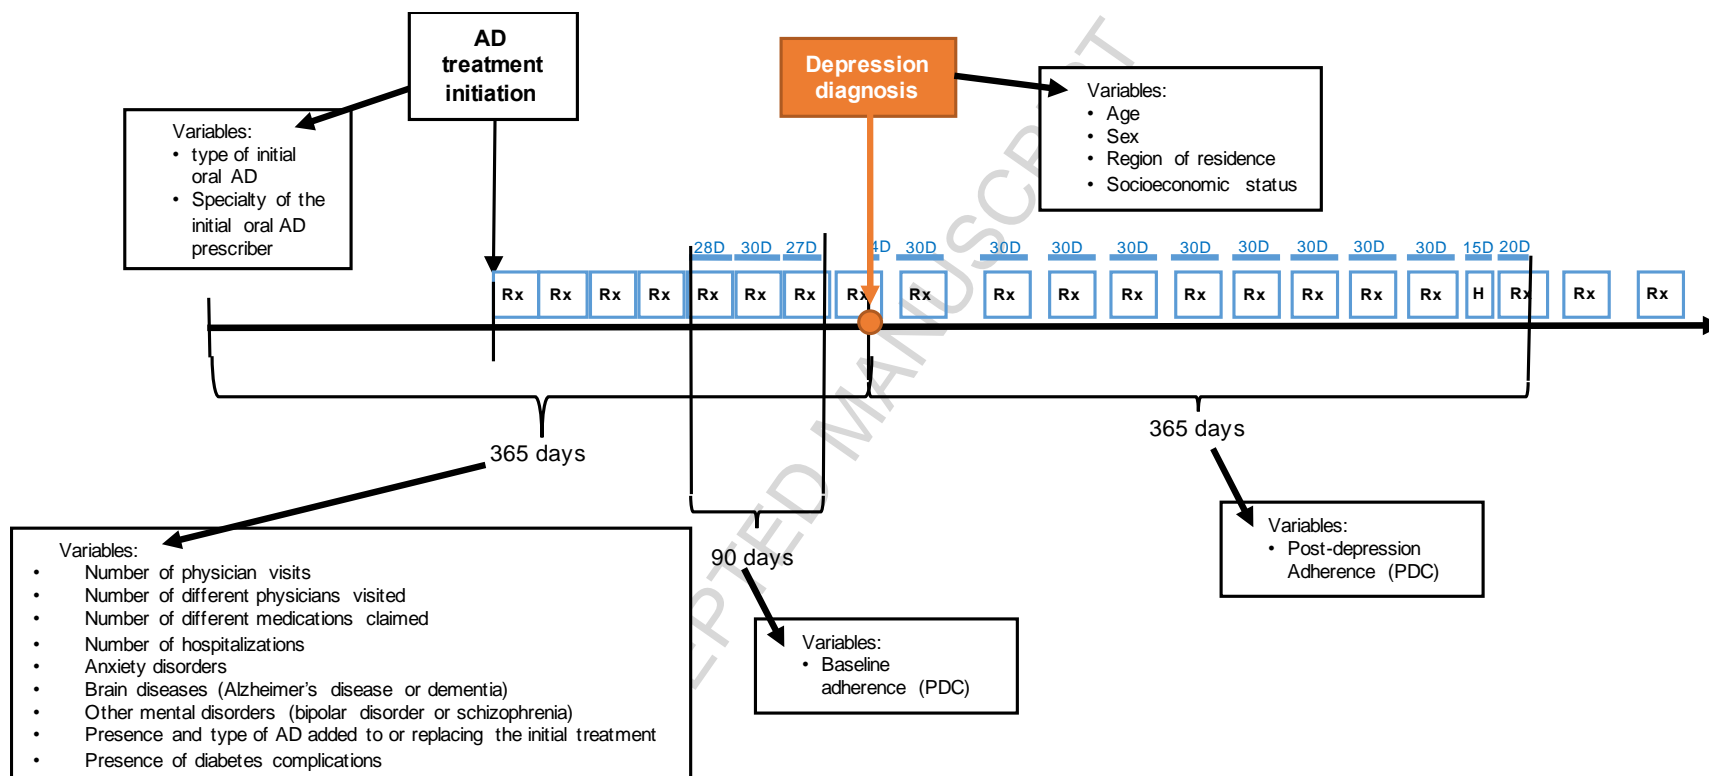 AD
treatment
initiation
Depression
diagnosis
Variables:
• Age
• Sex
• Region of residence
• Socioeconomic status
Variables:
• type of initial
oral AD
• Specialty of the
initial oral AD
prescriber
28D 30D 27D 4D 30D 30D 30D 30D 30D 30D 30D 30D 30D 15D 20D
Rx Rx Rx Rx Rx Rx Rx Rx Rx Rx Rx Rx Rx Rx Rx Rx Rx H Rx Rx Rx
365 days
365 days
90 days
Variables:
• Number of physician visits
• Number of different physicians visited
• Number of different medications claimed
• Number of hospitalizations
• Anxiety disorders
• Brain diseases (Alzheimer's disease or dementia)
• Other mental disorders (bipolar disorder or schizophrenia)
• Presence and type of AD added to or replacing the initial treatment
• Presence of diabetes complications
Variables:
• Baseline
adherence (PDC)
Variables:
• Post-depression
Adherence (PDC)
EPTED MANUSCRIPT